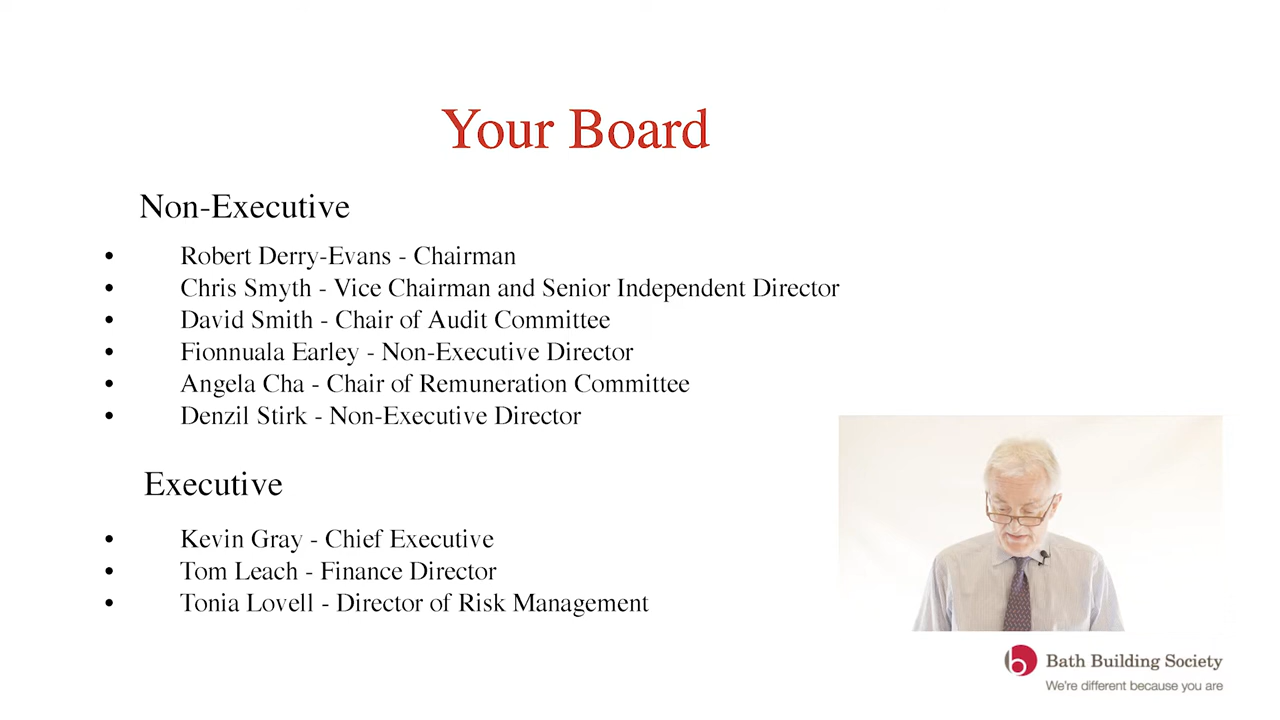 Your Board
Non-Executive
• Robert Derry-Evans - Chairman
• Chris Smyth - Vice Chairman and Senior Independent Director
• David Smith - Chair of Audit Committee
• Fionnuala Earley - Non-Executive Director
• Angela Cha - Chair of Remuneration Committee
• Denzil Stirk - Non-Executive Director
Executive
• Kevin Gray - Chief Executive
• Tom Leach - Finance Director
• Tonia Lovell - Director of Risk Management
b Bath Building Society
We're different because you are